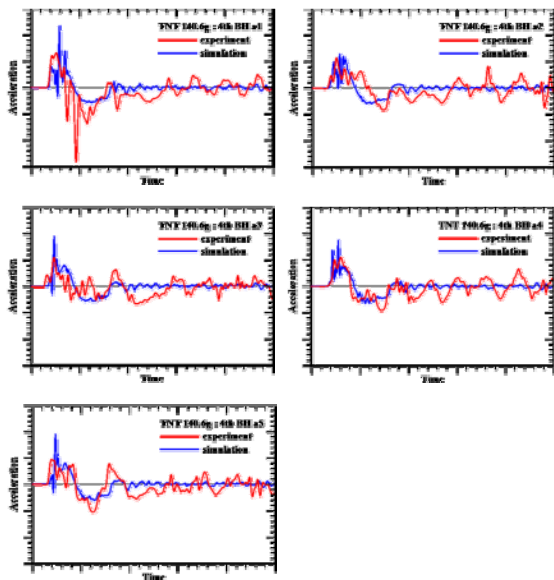 TNT 140.6g : 4th BH a1
experiment
simulation
Acceleration
Time
TNT 140.6g : 4th BH a2
experiment
simulation
Acceleration
Time
TNT 140.6g : 4th BH a3
experiment
simulation
Acceleration
Time
TNT 140.6g : 4th BH a4
experiment
simulation
Acceleration
Time
TNT 140.6g : 4th BH a5
experiment
simulation
Acceleration
Time